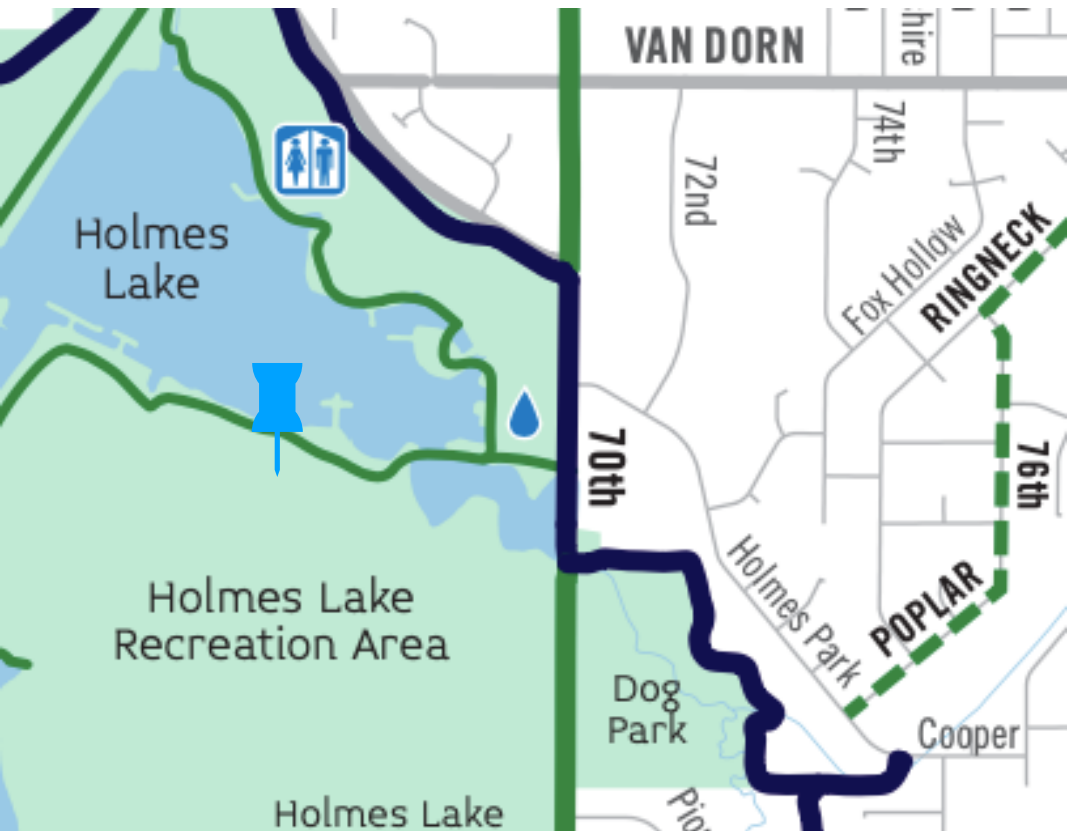 VAN DORN
hire
74th
72nd
Holmes
Lake
Fox Hollow
RINGNECK
70th
76th
Holmes Park
POPLAR
Holmes Lake
Recreation Area
Dog
Park
Cooper
Holmes Lake